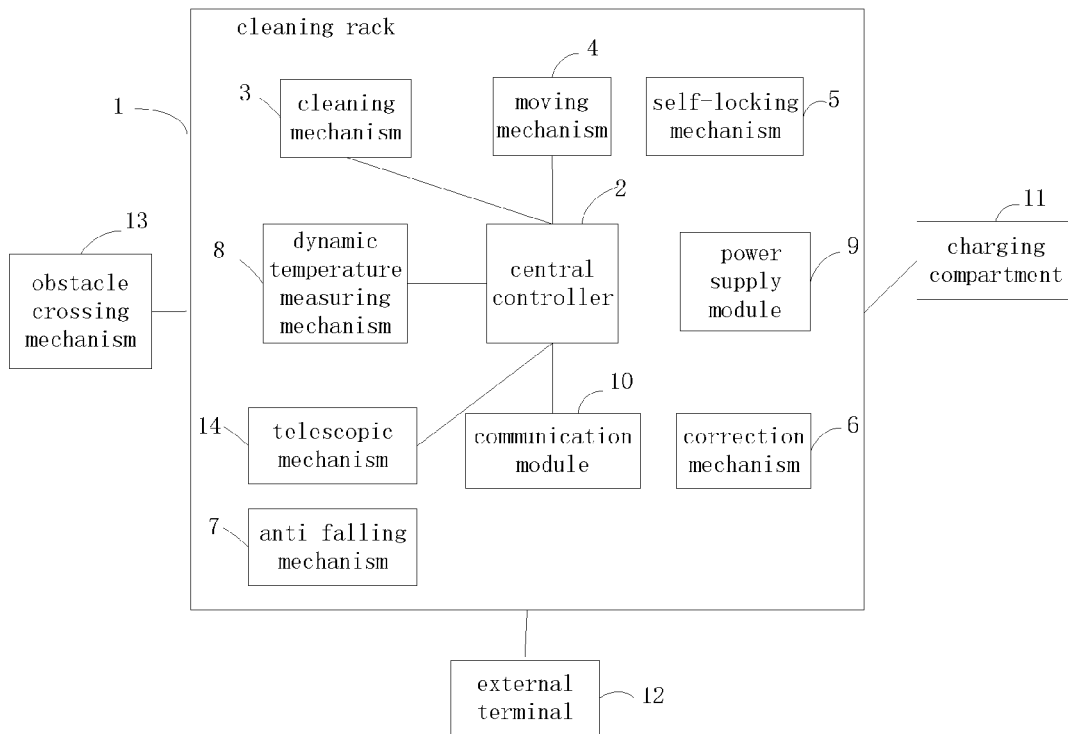 cleaning rack
4
3
cleaning
mechanism
moving
mechanism
self-locking
mechanism
5
1
2
11
13
8
dynamic
temperature
measuring
mechanism
central
controller
power
supply
module
9
charging
compartment
obstacle
crossing
mechanism
10
14
telescopic
mechanism
communication
module
correction
mechanism
6
7
anti falling
mechanism
external
terminal
12